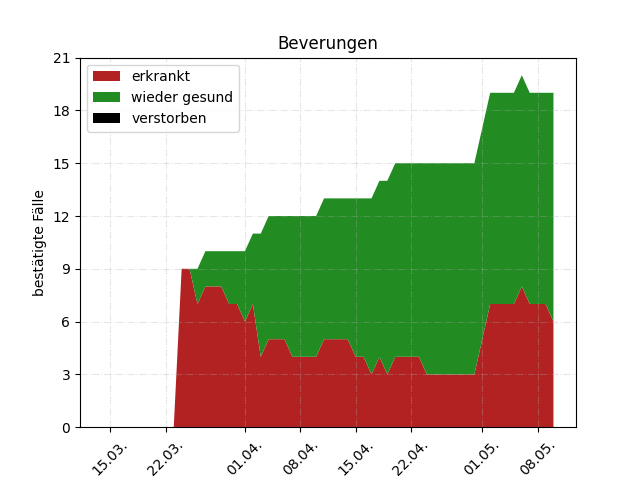 Beverungen
erkrankt
wieder gesund
verstorben
bestätigte Fälle
21
18
15
12
9
6
3
0
15.03. 22.03. 01.04. 08.04. 15.04. 22.04. 01.05. 08.05.